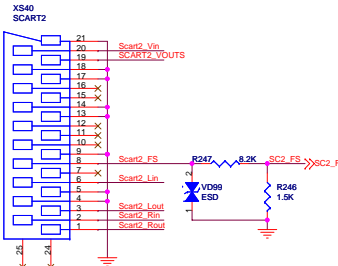 XS40
SCART2
21
20 Scart2_Vin
19 SCART2_VOUTS
18
17
16
15
14
13
12
11
10
9
8 Scart2_FS R247 8.2K SC2_FS
7
6 Scart2_Lin
5
4
3 Scart2_Lout
2 Scart2_Rin
1 Scart2_Rout
2
VD99
ESD
1
R246
1.5K
25
24